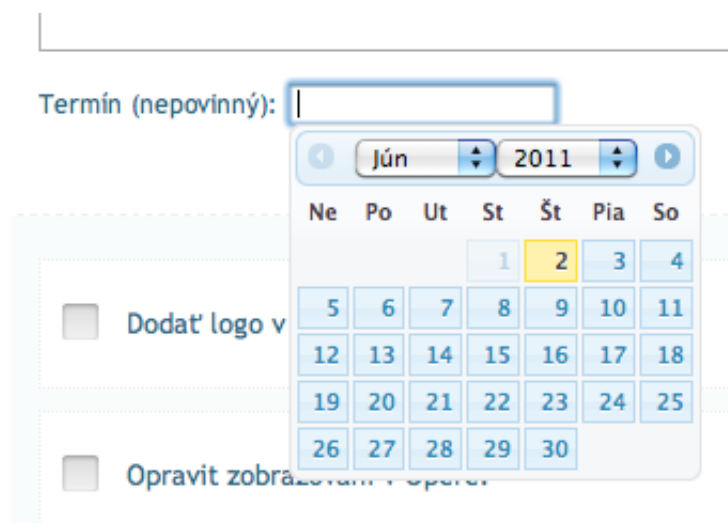 Termín (nepovinný):
Jún 2011
Ne Po Ut St Št Pia So
1 2 3 4
5 6 7 8 9 10 11
12 13 14 15 16 17 18
19 20 21 22 23 24 25
26 27 28 29 30
Dodať logo v
Opravit